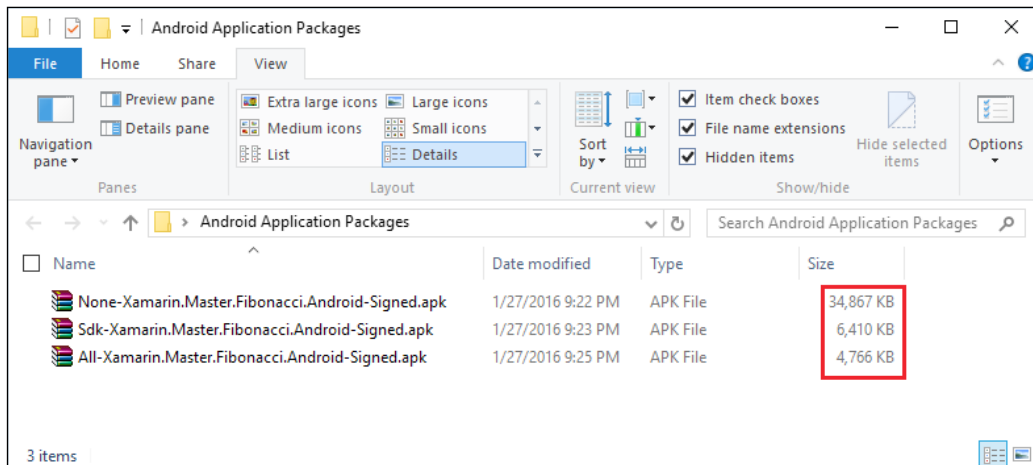 Android Application Packages
File Home Share View
Navigation pane
Preview pane
Details pane
Panes
Extra large icons Large icons
Medium icons Small icons
List Details
Layout
Sort by
Current view
Item check boxes
File name extensions
Hidden items
Hide selected items
Show/hide
Options
Android Application Packages
Search Android Application Packages
Name Date modified Type Size
None-Xamarin.Master.Fibonacci.Android-Signed.apk 1/27/2016 9:22 PM APK File 34,867 KB
Sdk-Xamarin.Master.Fibonacci.Android-Signed.apk 1/27/2016 9:23 PM APK File 6,410 KB
All-Xamarin.Master.Fibonacci.Android-Signed.apk 1/27/2016 9:25 PM APK File 4,766 KB
3 items